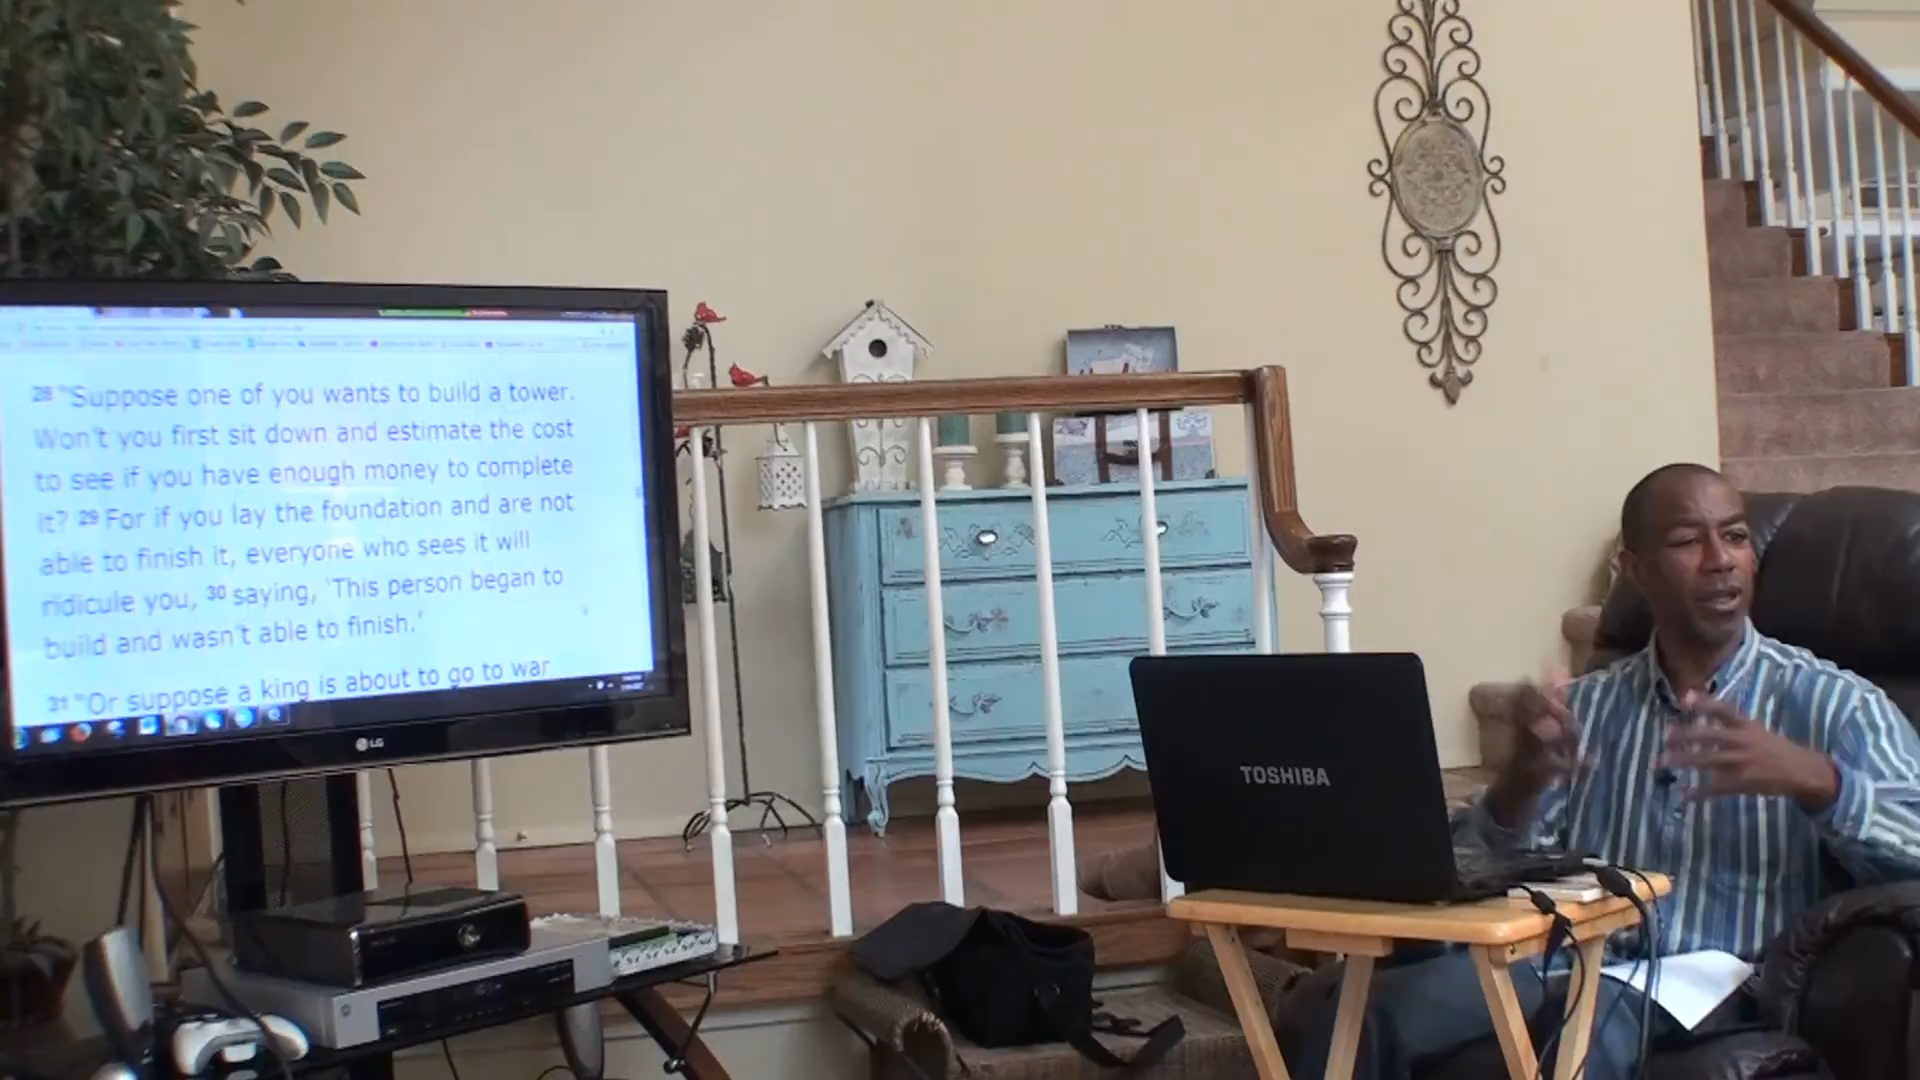 28 "Suppose one of you wants to build a tower.
Won't you first sit down and estimate the cost
to see if you have enough money to complete
it? 29 For if you lay the foundation and are not
able to finish it, everyone who sees it will
ridicule you, 30 saying, 'This person began to
build and wasn't able to finish.'
31 "Or suppose a king is about to go to war
LG
TOSHIBA